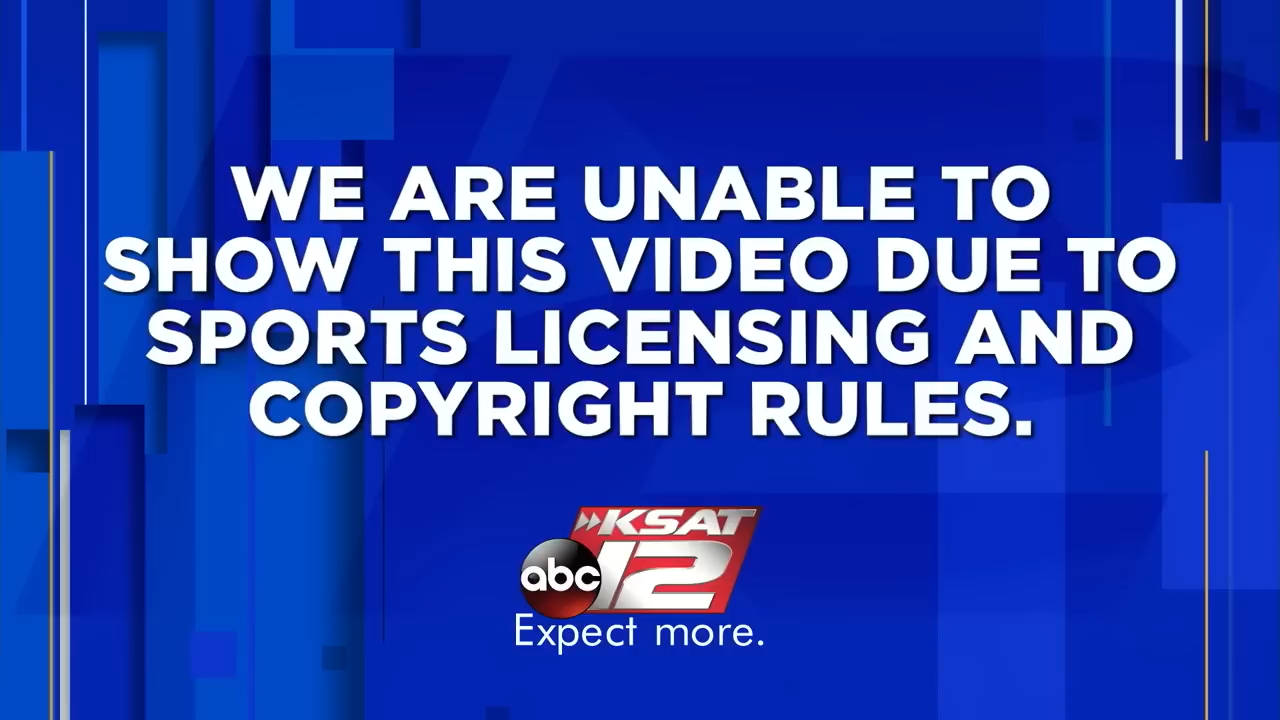 WE ARE UNABLE TO
SHOW THIS VIDEO DUE TO
SPORTS LICENSING AND
COPYRIGHT RULES.
KSAT
abc 12
Expect more.